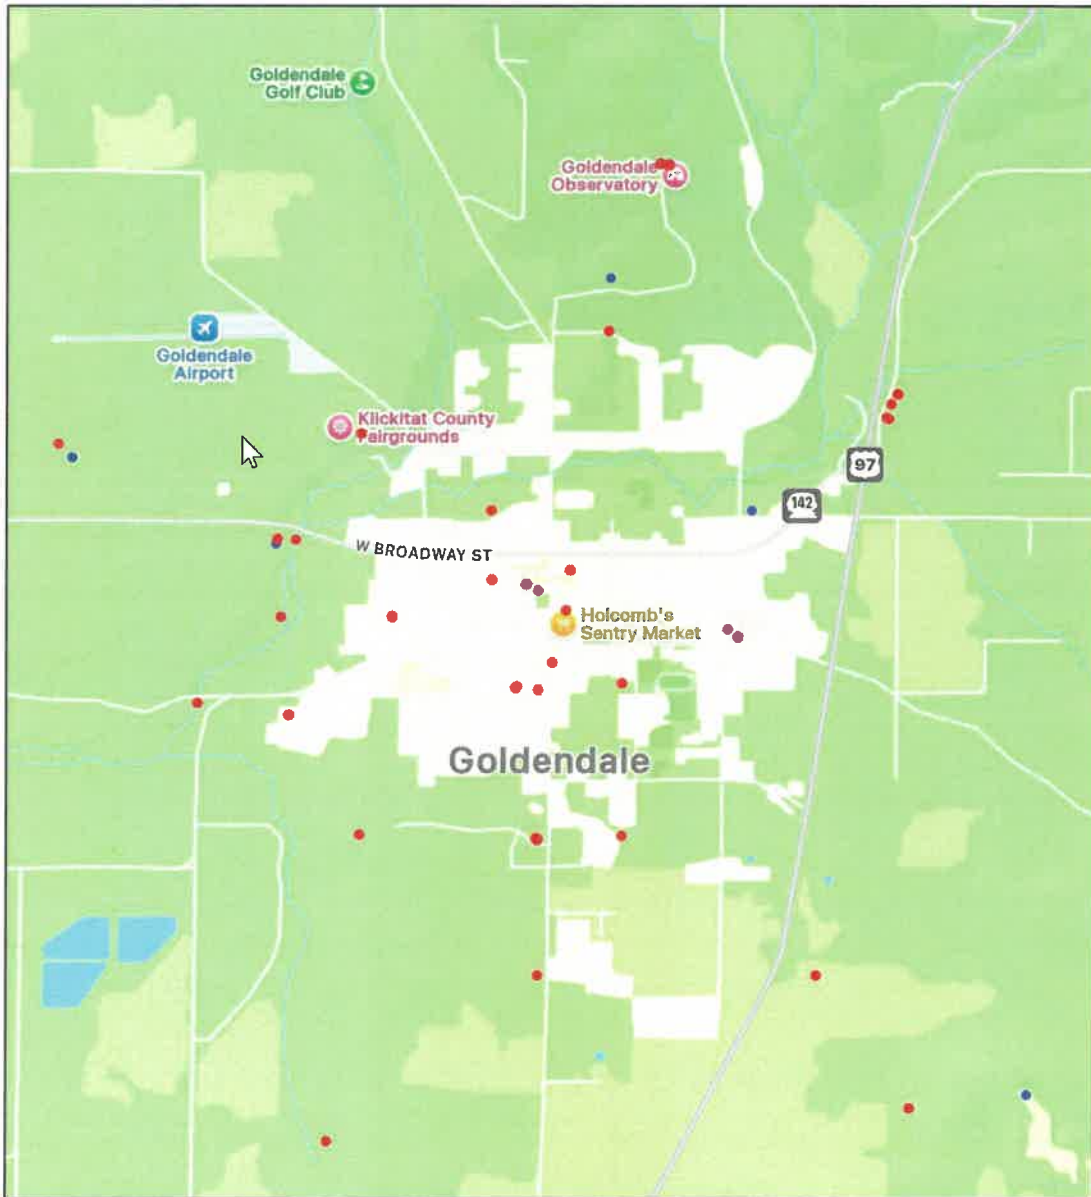 Goldendale
Golf Club
Goldendale
Observatory
Goldendale
Airport
Klickitat County
Fairgrounds
97
142
W BROADWAY ST
Holcomb's
Sentry Market
Goldendale